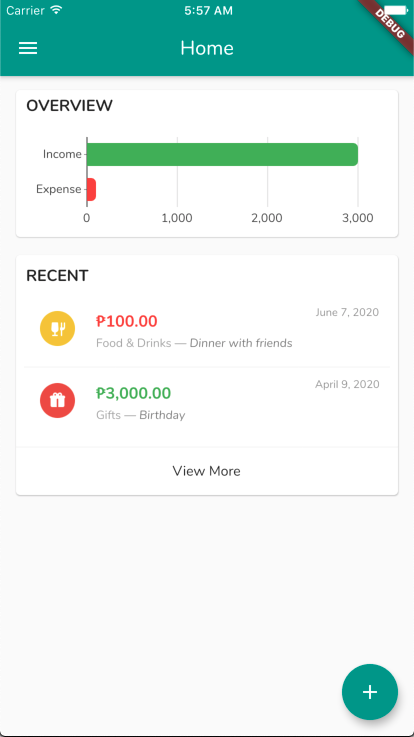 Carrier 5:57 AM
DEBUG
Home
OVERVIEW
Income
Expense
0 1,000 2,000 3,000
RECENT
June 7, 2020
₱100.00
Food & Drinks — Dinner with friends
April 9, 2020
₱3,000.00
Gifts — Birthday
View More